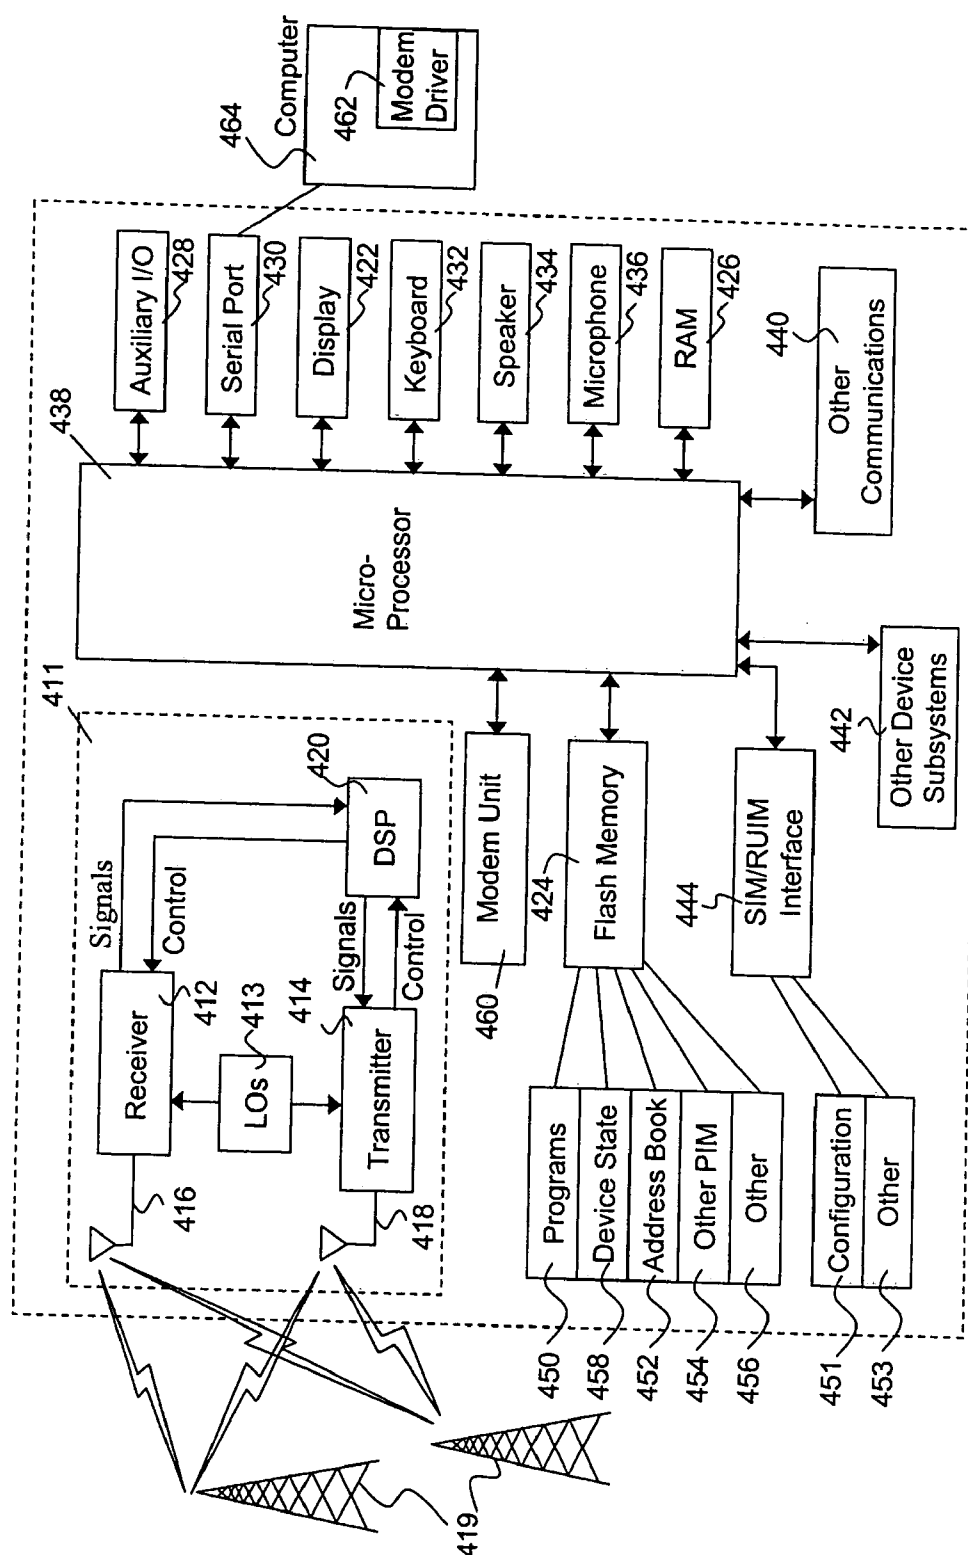 Computer
464
462
Modem
Driver
Auxiliary I/O
428
Serial Port
430
Display
422
Keyboard
432
Speaker
434
Microphone
436
RAM
426
438
Micro-
Processor
440
Other
Communications
411
420
DSP
Signals
Control
Signals
Control
Receiver
412
LOs
413
414
Transmitter
416
418
419
Modem Unit
460
424
Flash Memory
444
SIM/RUIM
Interface
442
Other Device
Subsystems
Programs
Device State
Address Book
Other PIM
Other
450
458
452
454
456
Configuration
Other
451
453